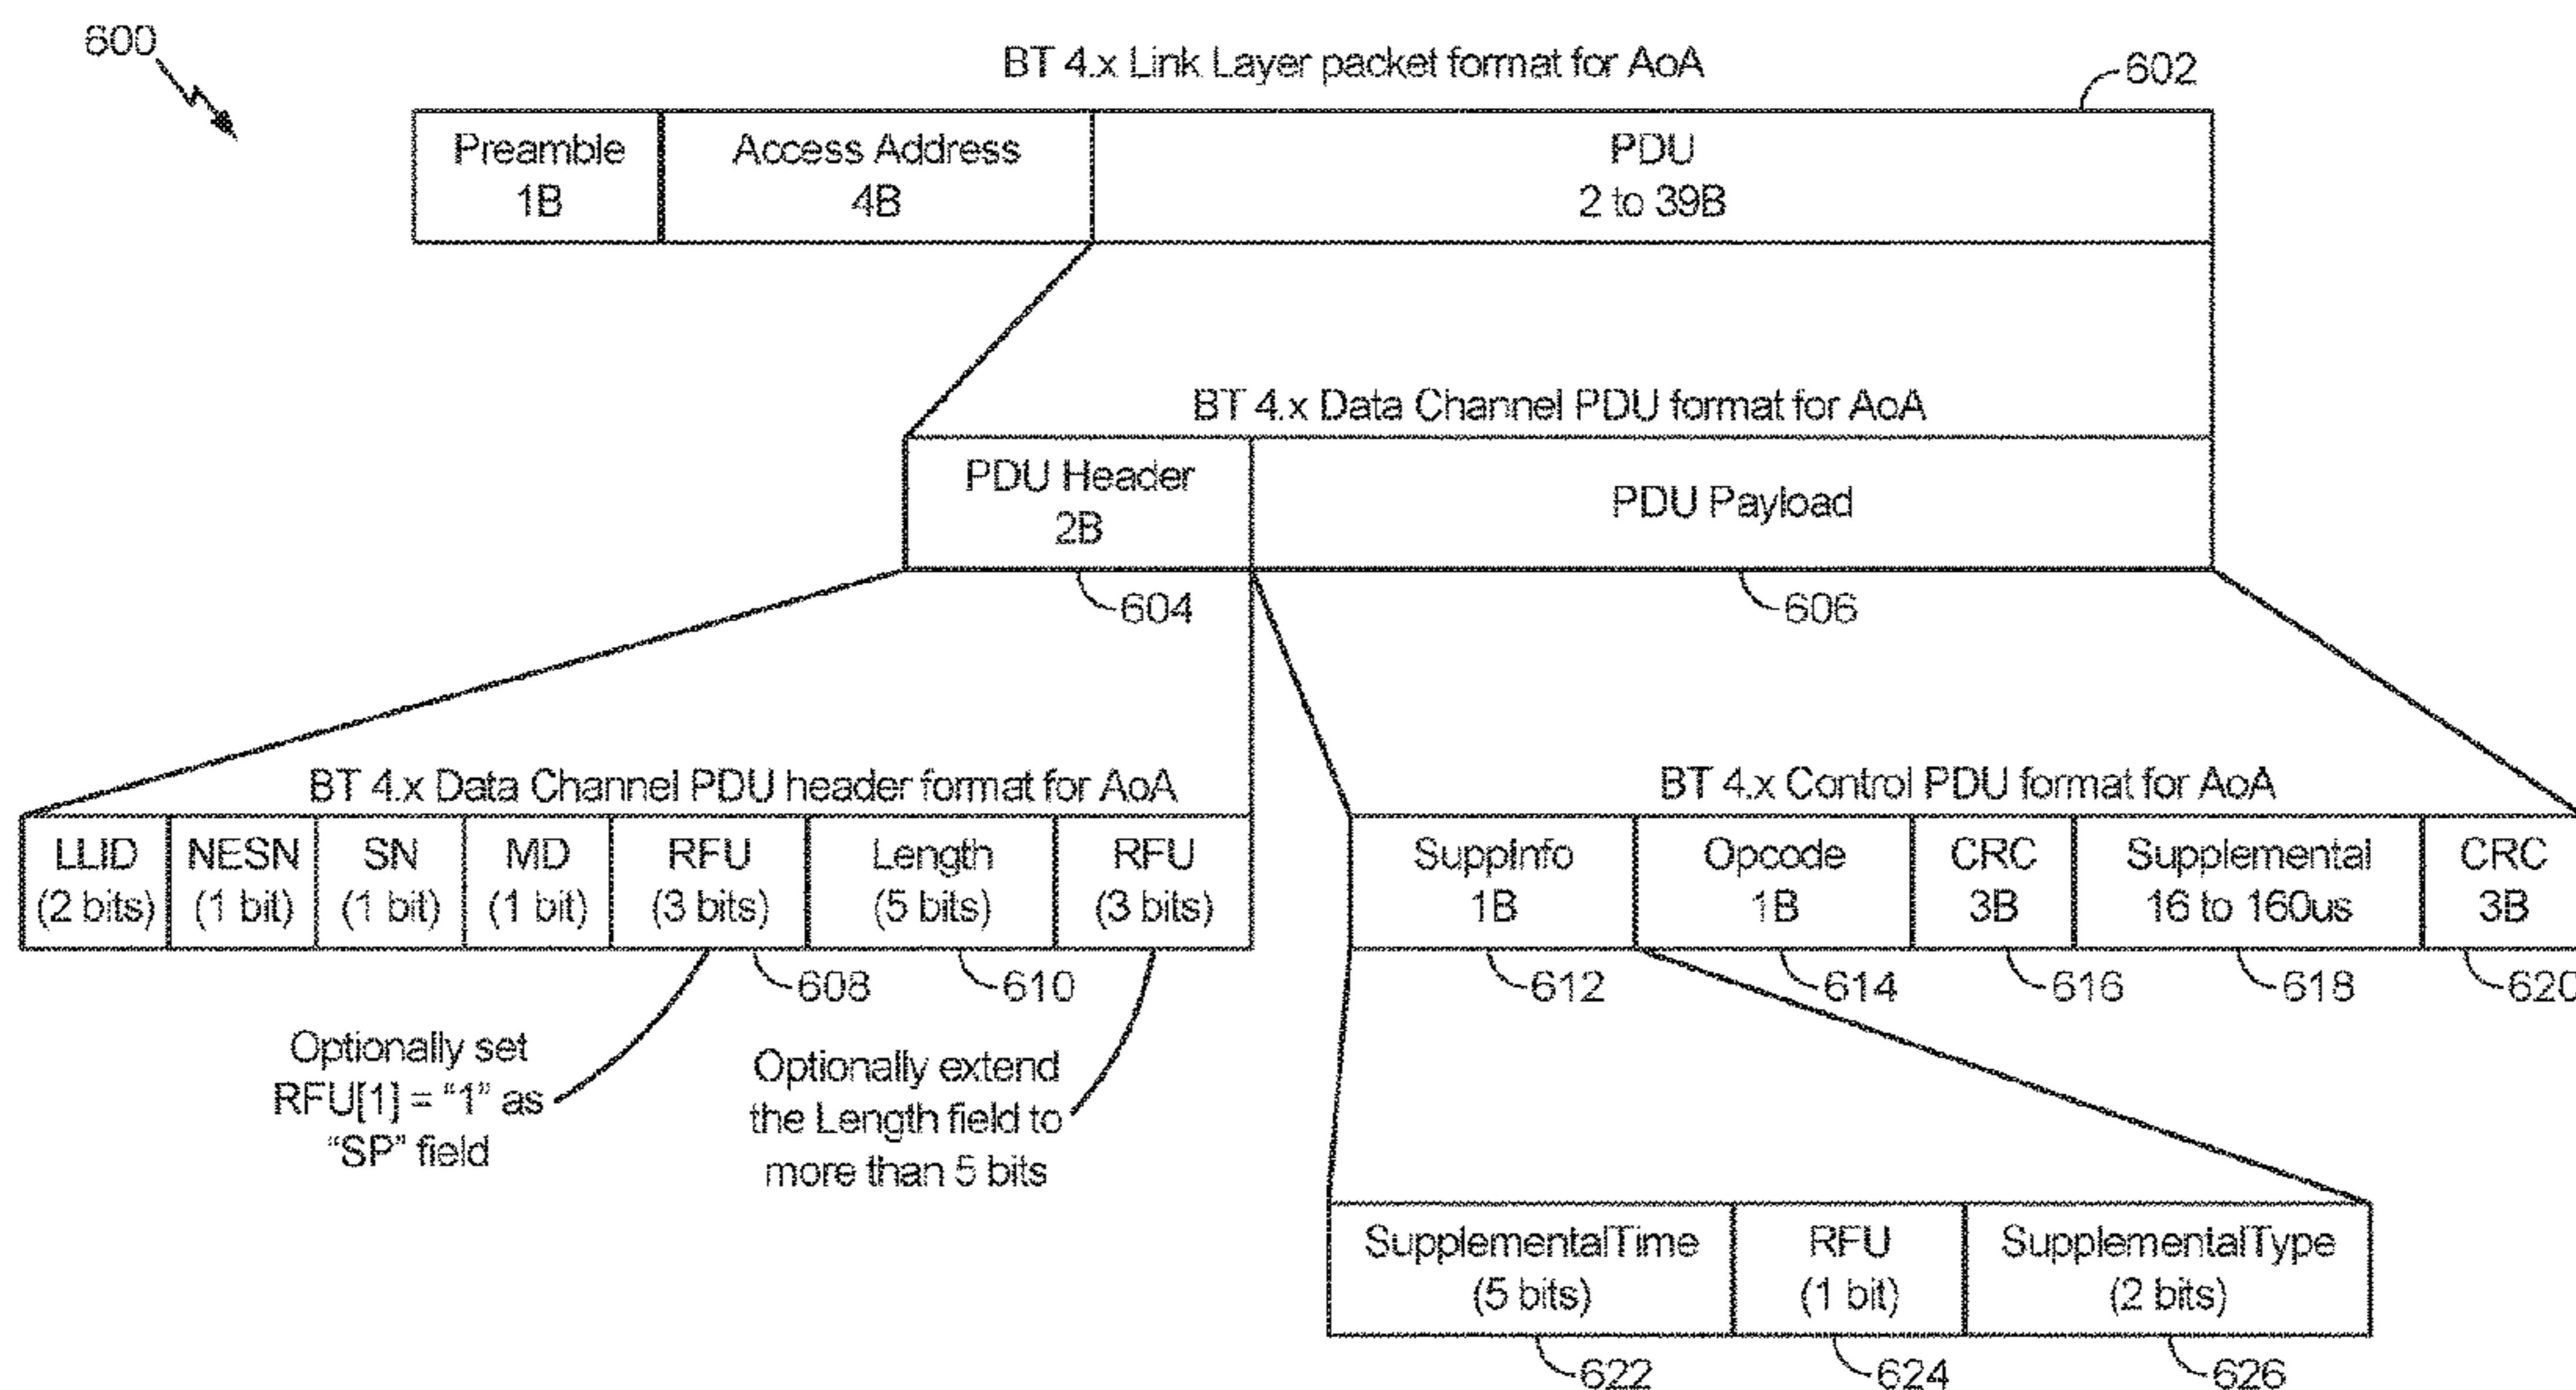 600
BT 4.x Link Layer packet format for AoA
602
Preamble
1B
Access Address
4B
PDU
2 to 39B
BT 4.x Data Channel PDU format for AoA
PDU Header
2B
PDU Payload
604
606
BT 4.x Data Channel PDU header format for AoA
LLID
(2 bits)
NESN
(1 bit)
SN
(1 bit)
MD
(1 bit)
RFU
(3 bits)
Length
(5 bits)
RFU
(3 bits)
608
610
Optionally set
RFU[1] = “1” as
“SP” field
Optionally extend
the Length field to
more than 5 bits
BT 4.x Control PDU format for AoA
SuppInfo
1B
Opcode
1B
CRC
3B
Supplemental
16 to 160us
CRC
3B
612
614
616
618
620
SupplementalTime
(5 bits)
RFU
(1 bit)
SupplementalType
(2 bits)
622
624
626